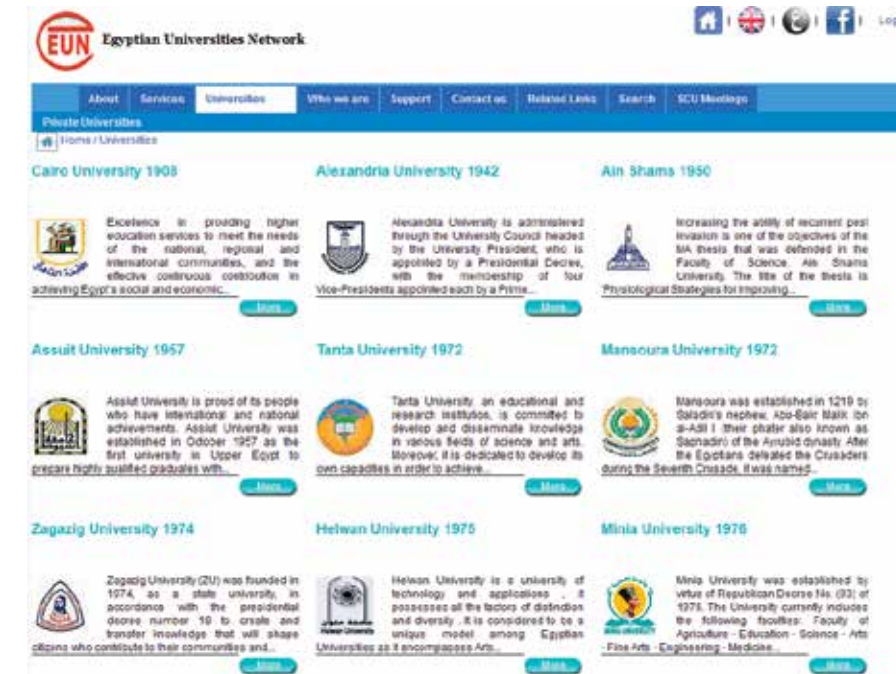 EUN
Egyptian Universities Network
Log
About Services Universities Who we are Support Contact us Related Links Search SCU Meetings
Private Universities
Home / Universities
Cairo University 1908
Excellence in providing higher
education services to meet the needs
of the national, regional and
international communities, and the
effective continuous contribution in
achieving Egypt's social and economic...
More
Alexandria University 1942
Alexandria University is administered
through the University Council headed
by the University President, who is
appointed by a Presidential Decree,
with the membership of four
Vice-Presidents appointed each by a Prime...
More
Ain Shams 1950
Increasing the ability of recurrent pest
invasion is one of the objectives of the
MA thesis that was defended in the
Faculty of Science, Ain Shams
University. The title of the thesis is
'Physiological Strategies for Improving...
More
Assuit University 1957
Assiut University is proud of its people
who have international and national
achievements. Assiut University was
established in October 1957 as the
first university in Upper Egypt to
prepare highly qualified graduates with...
More
Tanta University 1972
Tanta University, an educational and
research institution, is committed to
develop and disseminate knowledge
in various fields of science and arts.
Moreover, it is dedicated to develop its
own capacities in order to achieve...
More
Mansoura University 1972
Mansoura was established in 1219 by
Saladin's nephew, Abo-Bakr Malik Ibn
al-Adil I (their phater also known as
Saphadin) of the Ayyubid dynasty. After
the Egyptians defeated the Crusaders
during the Seventh Crusade, it was named...
More
Zagazig University 1974
Zagazig University (ZU) was founded in
1974, as a state university, in
accordance with the presidential
decree number 18 to create and
transfer knowledge that will shape
citizens who contribute to their communities and...
More
Helwan University 1975
Helwan University is a university of
technology and applications . it
possesses all the factors of distinction
and diversity . It is considered to be a
unique model among Egyptian
Universities as it encompasses Arts...
More
Helwan University
Minia University 1976
Minia University was established by
virtue of Republican Decree No. (93) of
1976. The University currently includes
the following faculties: Faculty of
Agriculture - Education - Science - Arts
- Fine Arts - Engineering - Medicine...
More
MINIA UNIVERSITY